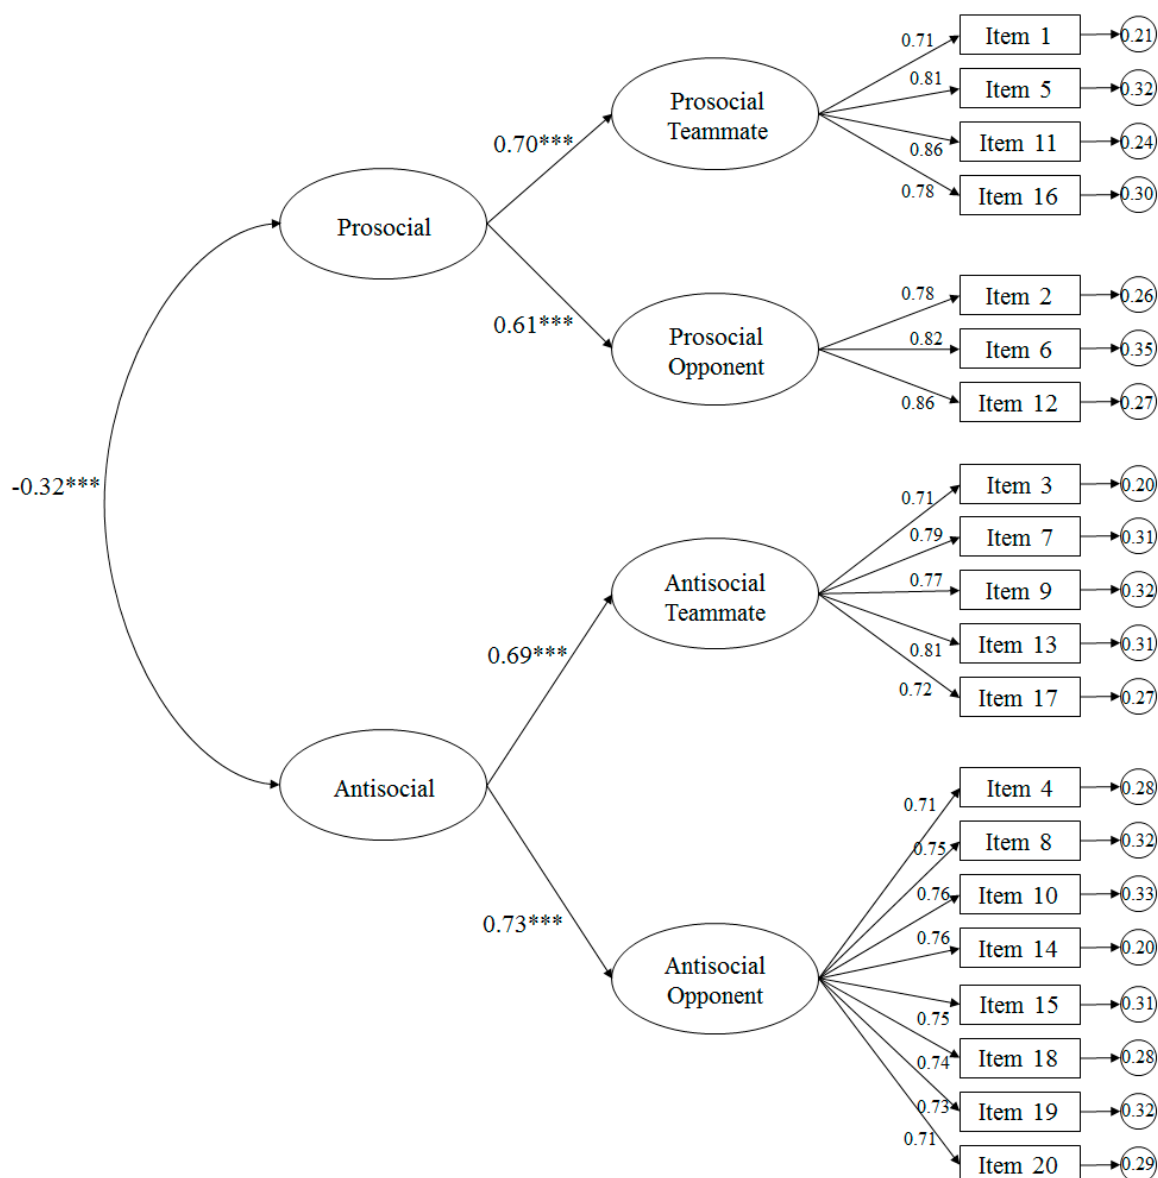 0.71
Item 1
0.21
0.81
Item 5
0.32
Prosocial
Teammate
0.86
Item 11
0.24
0.70***
0.78
Item 16
0.30
Prosocial
0.61***
0.78
Item 2
0.26
Prosocial
Opponent
0.82
Item 6
0.35
0.86
Item 12
0.27
-0.32***
0.71
Item 3
0.20
0.79
Item 7
0.31
Antisocial
Teammate
0.77
Item 9
0.32
0.81
Item 13
0.31
0.69***
0.72
Item 17
0.27
Antisocial
0.73***
0.71
Item 4
0.28
0.75
Item 8
0.32
0.76
Item 10
0.33
0.76
Item 14
0.20
Antisocial
Opponent
0.75
Item 15
0.31
0.74
Item 18
0.28
0.73
Item 19
0.32
0.71
Item 20
0.29